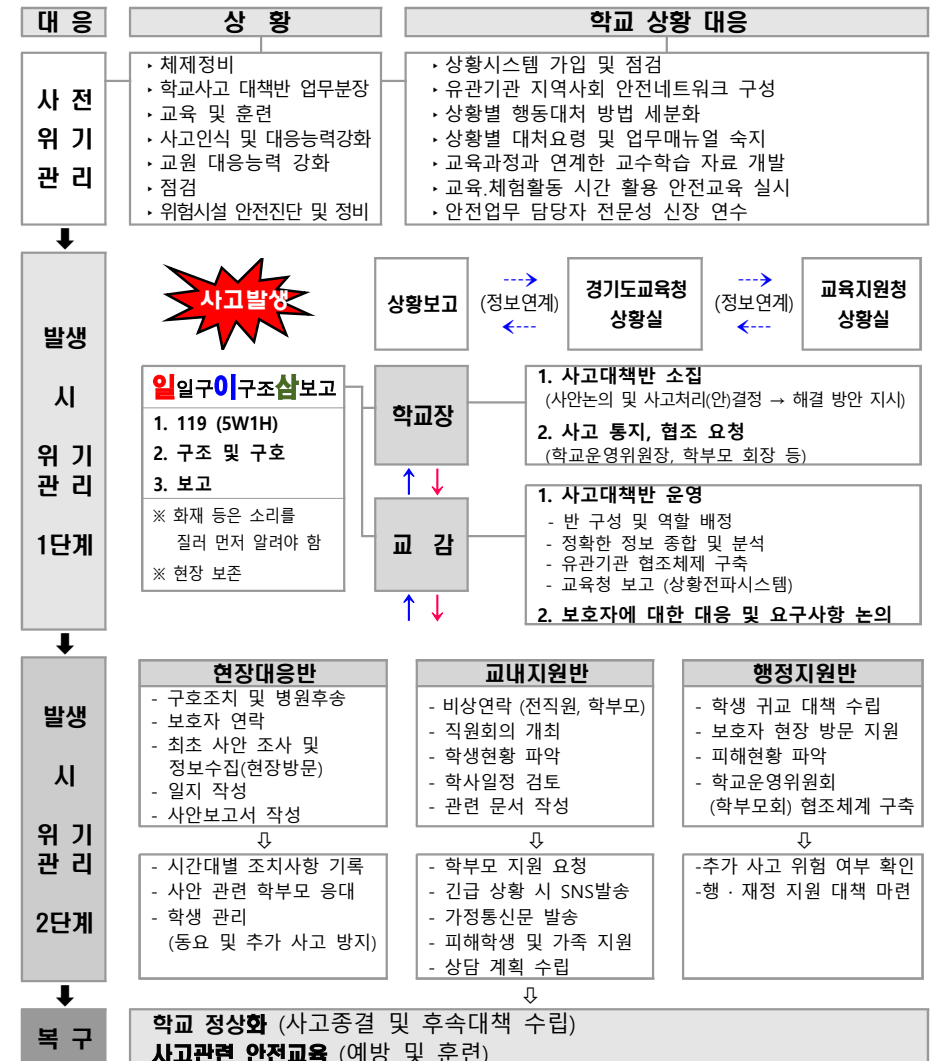 대 응
상 황
학교 상황 대응
사 전
위 기
관 리
‣ 체제정비
‣ 학교사고 대책반 업무분장
‣ 교육 및 훈련
‣ 사고인식 및 대응능력강화
‣ 교원 대응능력 강화
‣ 점검
‣ 위험시설 안전진단 및 정비
‣ 상황시스템 가입 및 점검
‣ 유관기관 지역사회 안전네트워크 구성
‣ 상황별 행동대처 방법 세분화
‣ 상황별 대처요령 및 업무매뉴얼 숙지
‣ 교육과정과 연계한 교수학습 자료 개발
‣ 교육.체험활동 시간 활용 안전교육 실시
‣ 안전업무 담당자 전문성 신장 연수
발생
시
위 기
관 리
1단계
사고발생
상황보고
(정보연계)
경기도교육청
상황실
(정보연계)
교육지원청
상황실
일일구이구조삼보고
1. 119 (5W1H)
2. 구조 및 구호
3. 보고
※ 화재 등은 소리를
질러 먼저 알려야 함
※ 현장 보존
학교장
1. 사고대책반 소집
(사안논의 및 사고처리(안)결정 → 해결 방안 지시)
2. 사고 통지, 협조 요청
(학교운영위원장, 학부모 회장 등)
교 감
1. 사고대책반 운영
- 반 구성 및 역할 배정
- 정확한 정보 종합 및 분석
- 유관기관 협조체제 구축
- 교육청 보고 (상황전파시스템)
2. 보호자에 대한 대응 및 요구사항 논의
발생
시
위 기
관 리
2단계
현장대응반
- 구호조치 및 병원후송
- 보호자 연락
- 최초 사안 조사 및
정보수집(현장방문)
- 일지 작성
- 사안보고서 작성
교내지원반
- 비상연락 (전직원, 학부모)
- 직원회의 개최
- 학생현황 파악
- 학사일정 검토
- 관련 문서 작성
행정지원반
- 학생 귀교 대책 수립
- 보호자 현장 방문 지원
- 피해현황 파악
- 학교운영위원회
(학부모회) 협조체계 구축
- 시간대별 조치사항 기록
- 사안 관련 학부모 응대
- 학생 관리
(동요 및 추가 사고 방지)
- 학부모 지원 요청
- 긴급 상황 시 SNS발송
- 가정통신문 발송
- 피해학생 및 가족 지원
- 상담 계획 수립
-추가 사고 위험 여부 확인
-행 · 재정 지원 대책 마련
복 구
학교 정상화 (사고종결 및 후속대책 수립)
사고관련 안전교육 (예방 및 훈련)